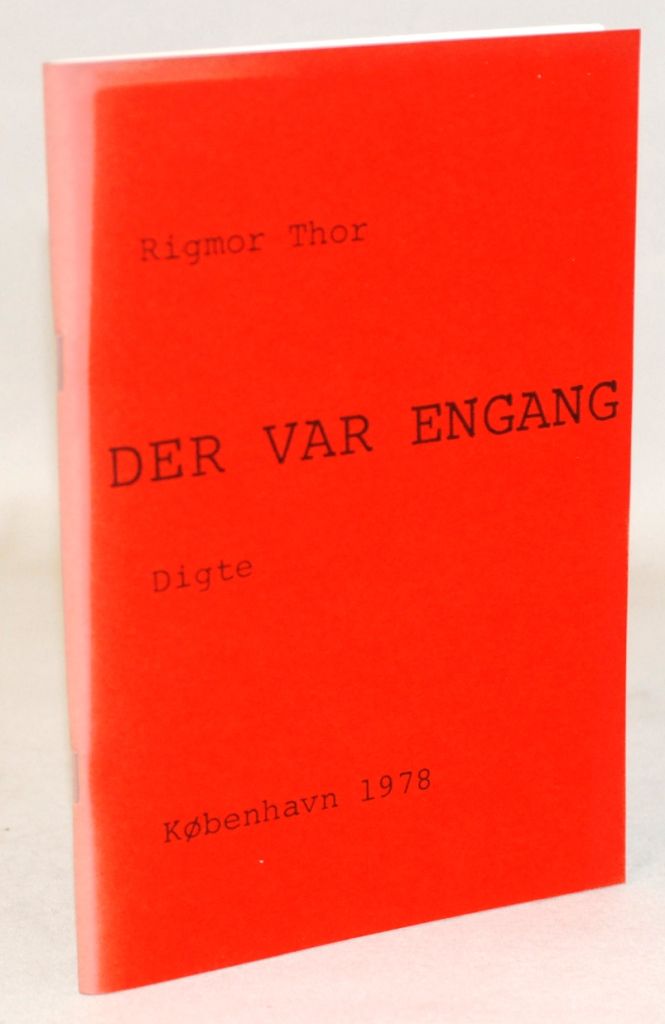 Rigmor Thor
DER VAR ENGANG
Digte
København 1978